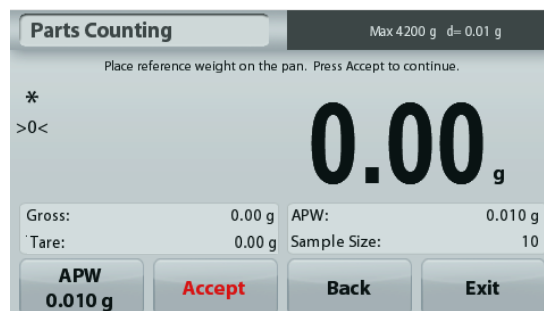 Parts Counting
Max 4200 g d= 0.01 g
Place reference weight on the pan. Press Accept to continue.
*
>0<
0.00 g
Gross: 0.00 g APW: 0.010 g
Tare: 0.00 g Sample Size: 10
APW
0.010 g
Accept
Back
Exit